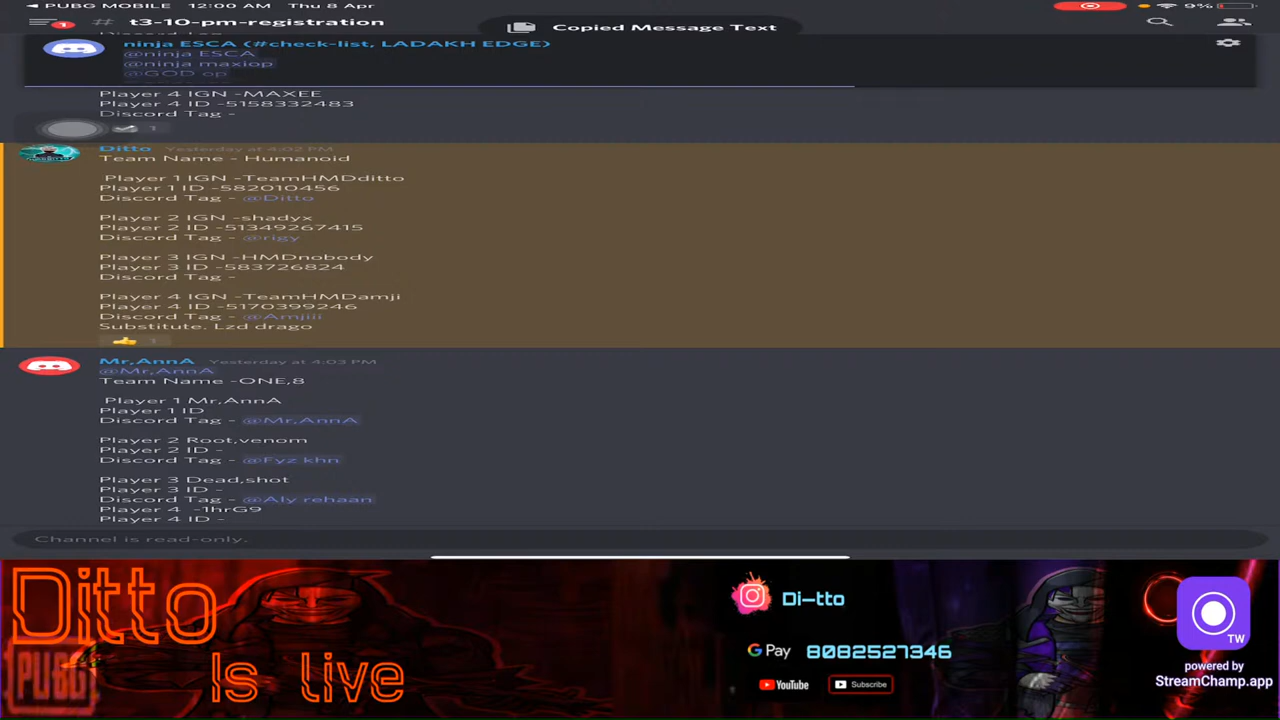 ◄ PUBG MOBILE 12:00 AM Thu 8 Apr 9%
1 # t3-10-pm-registration
Copied Message Text
ninja ESCA (#check-list, LADAKH EDGE)
@ninja ESCA
@ninja maxiop
@GOD op
Player 4 IGN -MAXEE
Player 4 ID -5158332483
Discord Tag -
1
Ditto Yesterday at 4:02 PM
Team Name - Humanoid
Player 1 IGN -TeamHMDditto
Player 1 ID -582010456
Discord Tag - @Ditto
Player 2 IGN -shadyx
Player 2 ID -51349267415
Discord Tag - @rigy
Player 3 IGN -HMDnobody
Player 3 ID -583726824
Discord Tag -
Player 4 IGN -TeamHMDamji
Player 4 ID -5170399246
Discord Tag - @Amjiii
Substitute. Lzd drago
👍 1
Mr,AnnA Yesterday at 4:03 PM
@Mr,AnnA
Team Name -ONE,8
Player 1 Mr,AnnA
Player 1 ID
Discord Tag - @Mr,AnnA
Player 2 Root,venom
Player 2 ID -
Discord Tag - @Fyz khn
Player 3 Dead,shot
Player 3 ID -
Discord Tag - @Aly rehaan
Player 4 -1hrG9
Player 4 ID -
Channel is read-only.
Ditto
Is live
PUBG
Di-tto
G Pay 8082527346
YouTube Subscribe
TW
powered by
StreamChamp.app